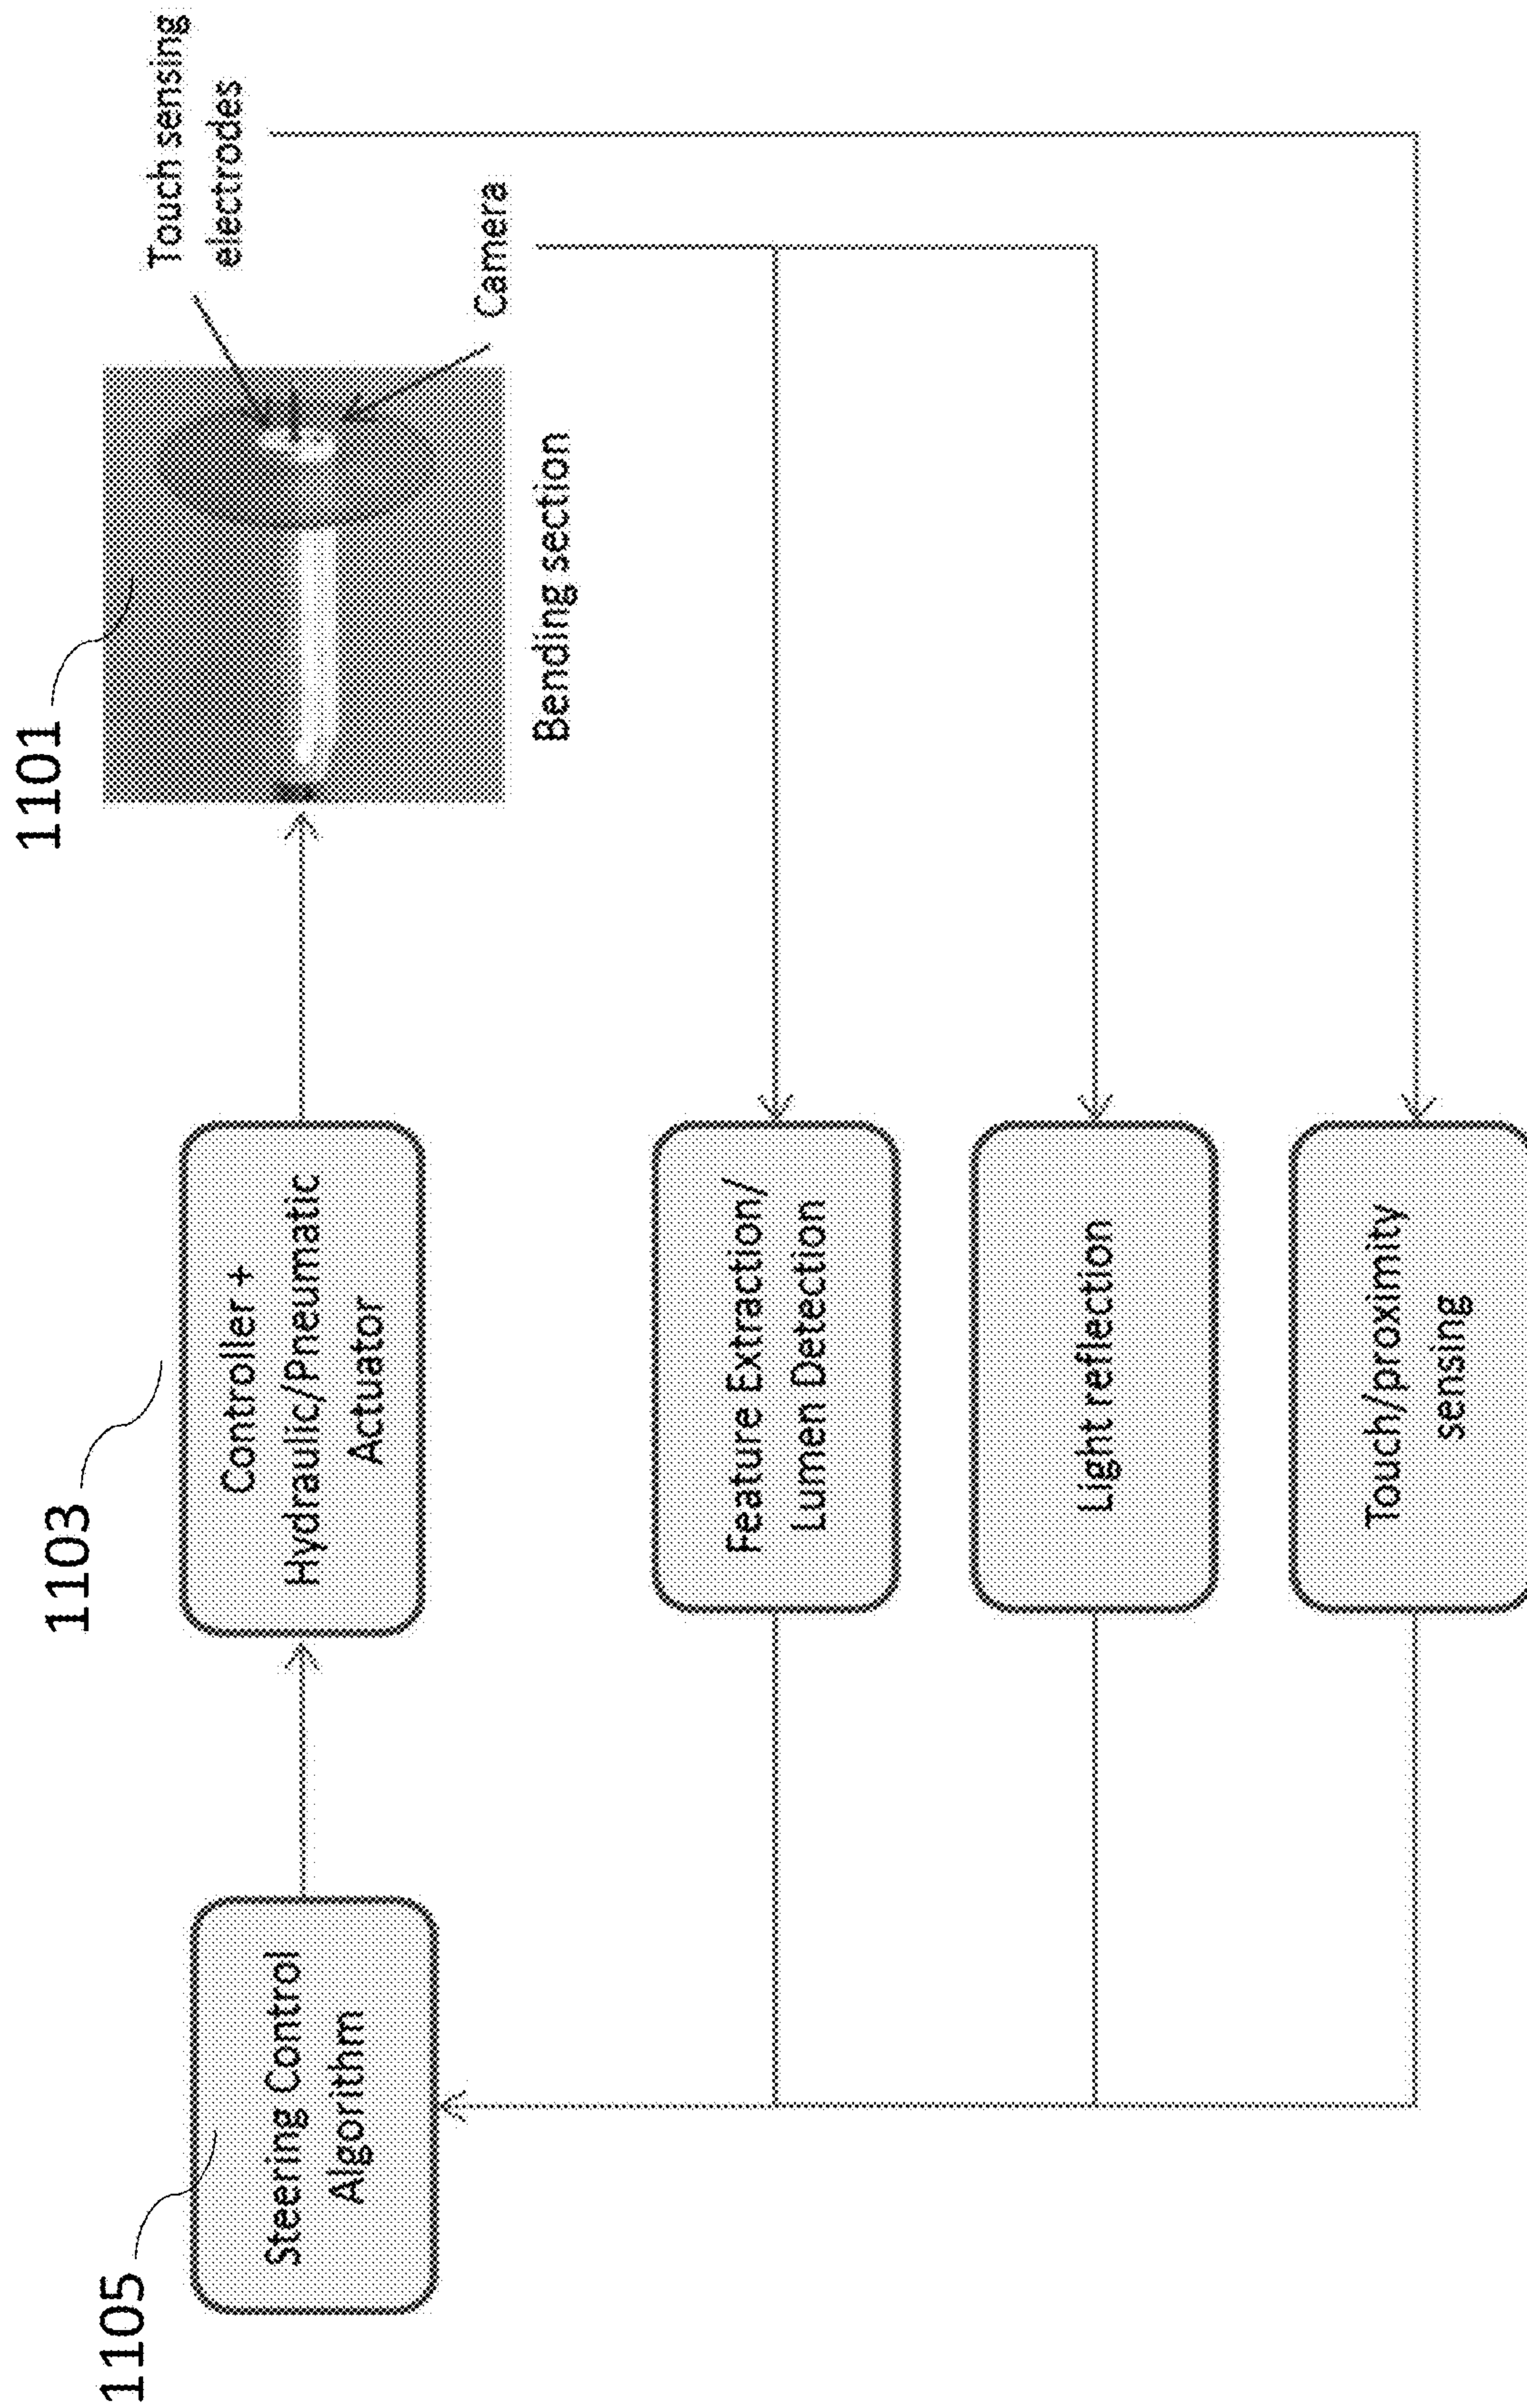 1105
Steering Control
Algorithm
1103
Controller +
Hydraulic/Pneumatic
Actuator
1101
Touch sensing
electrodes
Camera
Bending section
Feature Extraction/
Lumen Detection
Light reflection
Touch/proximity
sensing